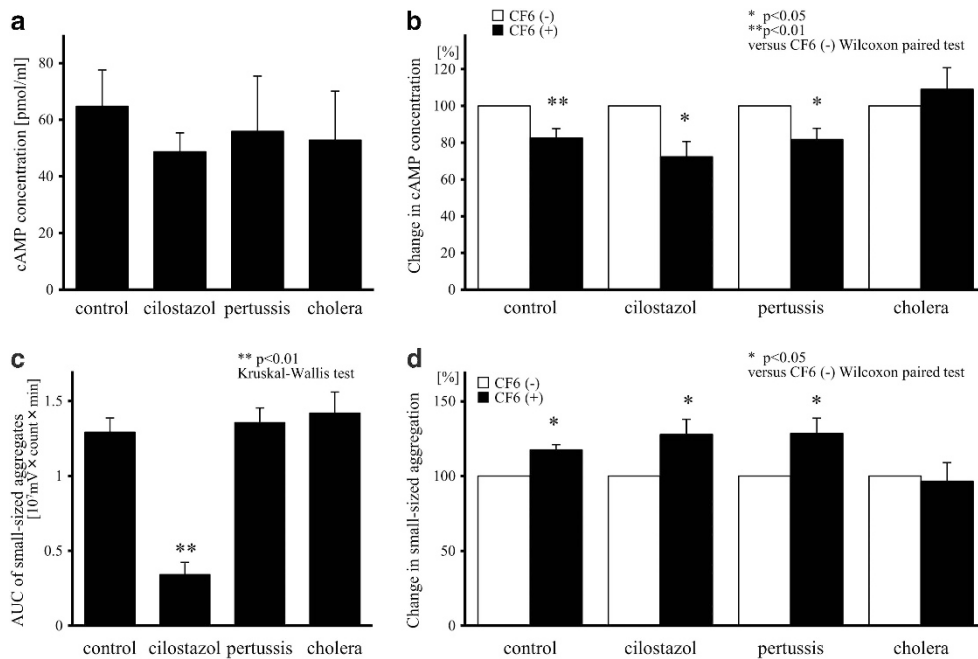 a
cAMP concentration [pmol/ml]
80
60
40
20
0
control cilostazol pertussis cholera
b
CF6 (-)
CF6 (+)
* p<0.05
**p<0.01
versus CF6 (-) Wilcoxon paired test
[%]
Change in cAMP concentration
120
100
80
60
40
20
0
**
*
*
control cilostazol pertussis cholera
c
** p<0.01
Kruskal-Wallis test
AUC of small-sized aggregates
[10⁷mV×count×min]
1.5
1
0.5
0
**
control cilostazol pertussis cholera
d
CF6 (-)
CF6 (+)
* p<0.05
versus CF6 (-) Wilcoxon paired test
[%]
Change in small-sized aggregation
150
100
50
0
*
*
*
control cilostazol pertussis cholera